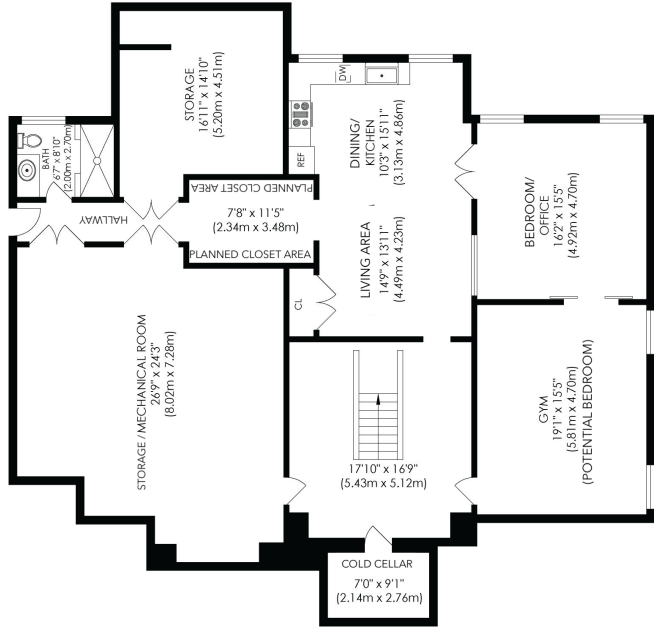 STORAGE
16'11" x 14'10"
(5.20m x 4.51m)
DW
DINING/
KITCHEN
10'3" x 15'11"
(3.13m x 4.86m)
REF
BATH
6'7" x 8'10"
(2.00m x 2.70m)
HALLWAY
PLANNED CLOSET AREA
7'8" x 11'5"
(2.34m x 3.48m)
PLANNED CLOSET AREA
LIVING AREA
14'9" x 13'11"
(4.49m x 4.23m)
CL
BEDROOM/
OFFICE
16'2" x 15'5"
(4.92m x 4.70m)
STORAGE / MECHANICAL ROOM
26'9" x 24'3"
(8.02m x 7.28m)
GYM
19'1" x 15'5"
(5.81m x 4.70m)
(POTENTIAL BEDROOM)
17'10" x 16'9"
(5.43m x 5.12m)
COLD CELLAR
7'0" x 9'1"
(2.14m x 2.76m)